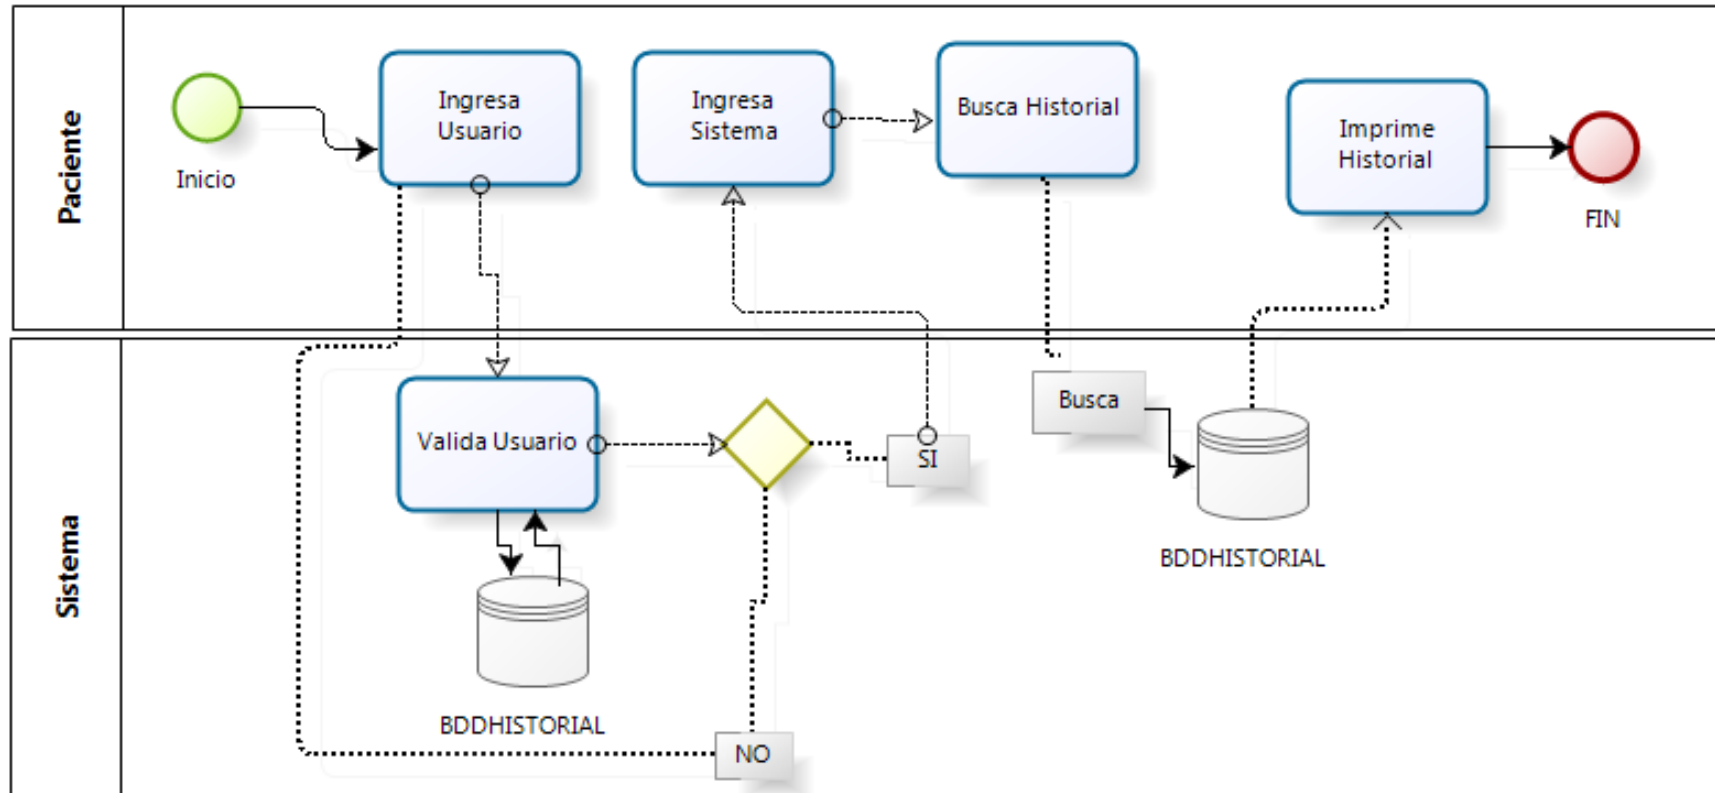 Paciente
Inicio
Ingresa
Usuario
Ingresa
Sistema
Busca Historial
Imprime
Historial
FIN
Sistema
Valida Usuario
SI
Busca
BDDHISTORIAL
BDDHISTORIAL
NO